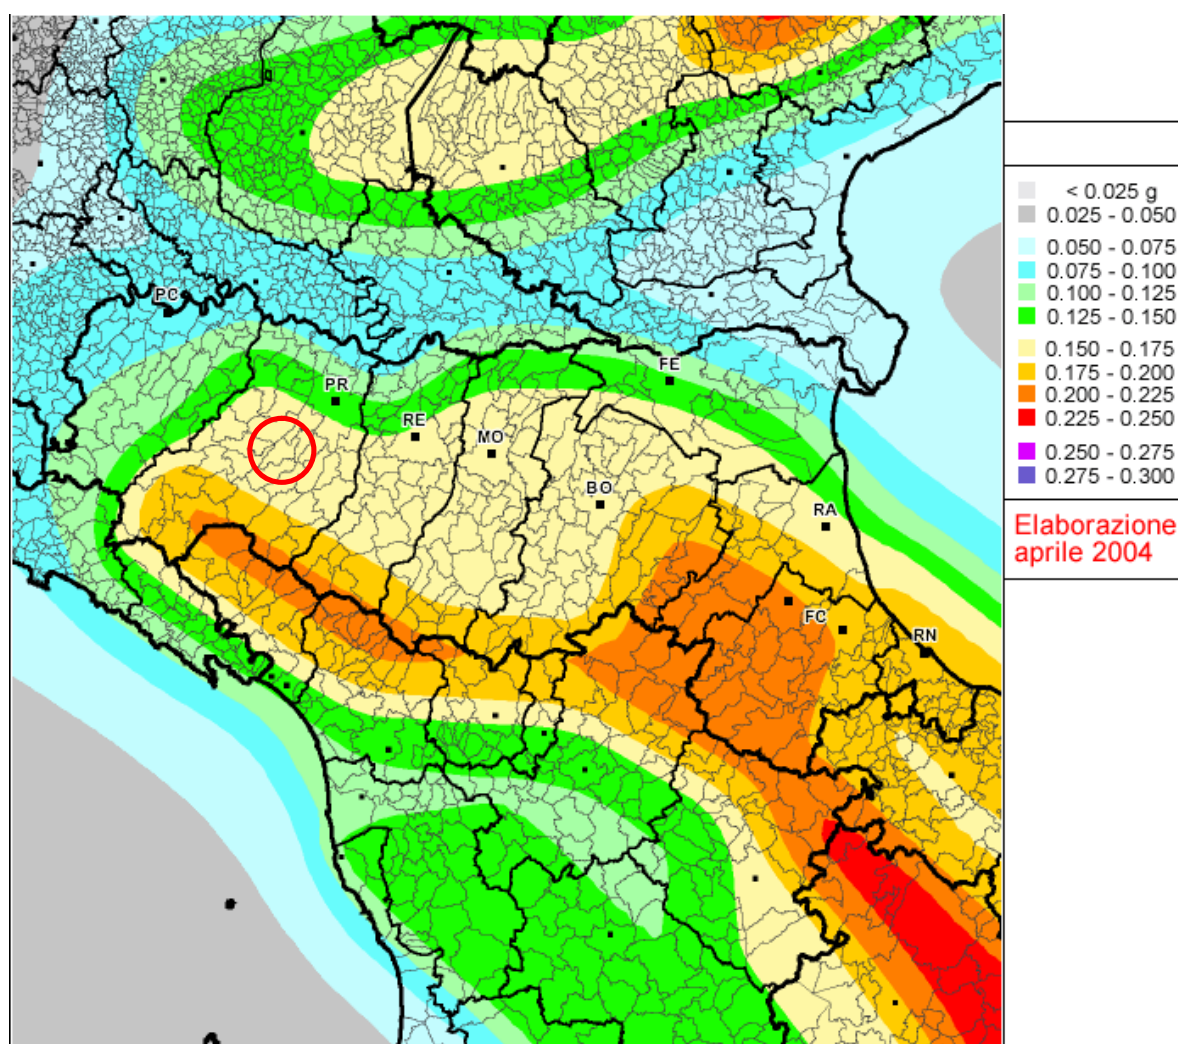 PC
PR
RE
MO
FE
BO
RA
FC
RN
< 0.025 g
0.025 - 0.050
0.050 - 0.075
0.075 - 0.100
0.100 - 0.125
0.125 - 0.150
0.150 - 0.175
0.175 - 0.200
0.200 - 0.225
0.225 - 0.250
0.250 - 0.275
0.275 - 0.300
Elaborazione
aprile 2004